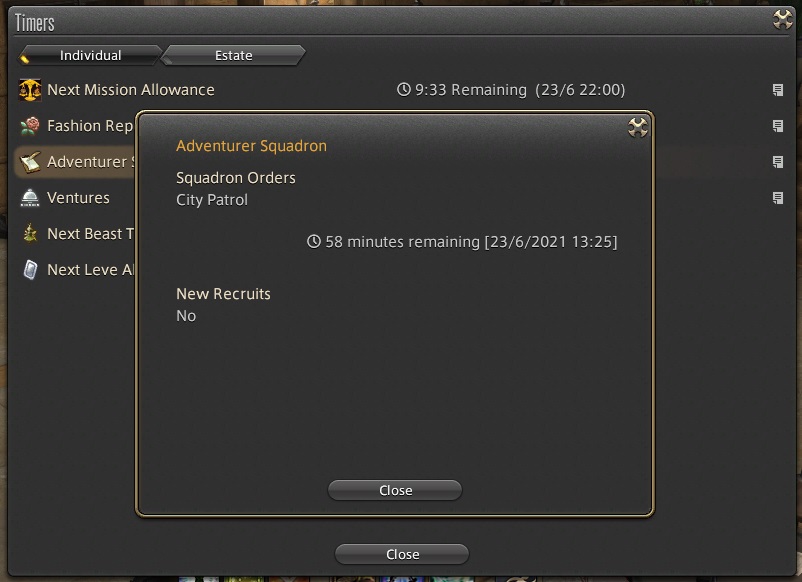 Timers
Individual
Estate
Next Mission Allowance
9:33 Remaining (23/6 22:00)
Fashion Rep
Adventurer S
Ventures
Next Beast T
Next Leve Al
Adventurer Squadron
Squadron Orders
City Patrol
58 minutes remaining [23/6/2021 13:25]
New Recruits
No
Close
Close